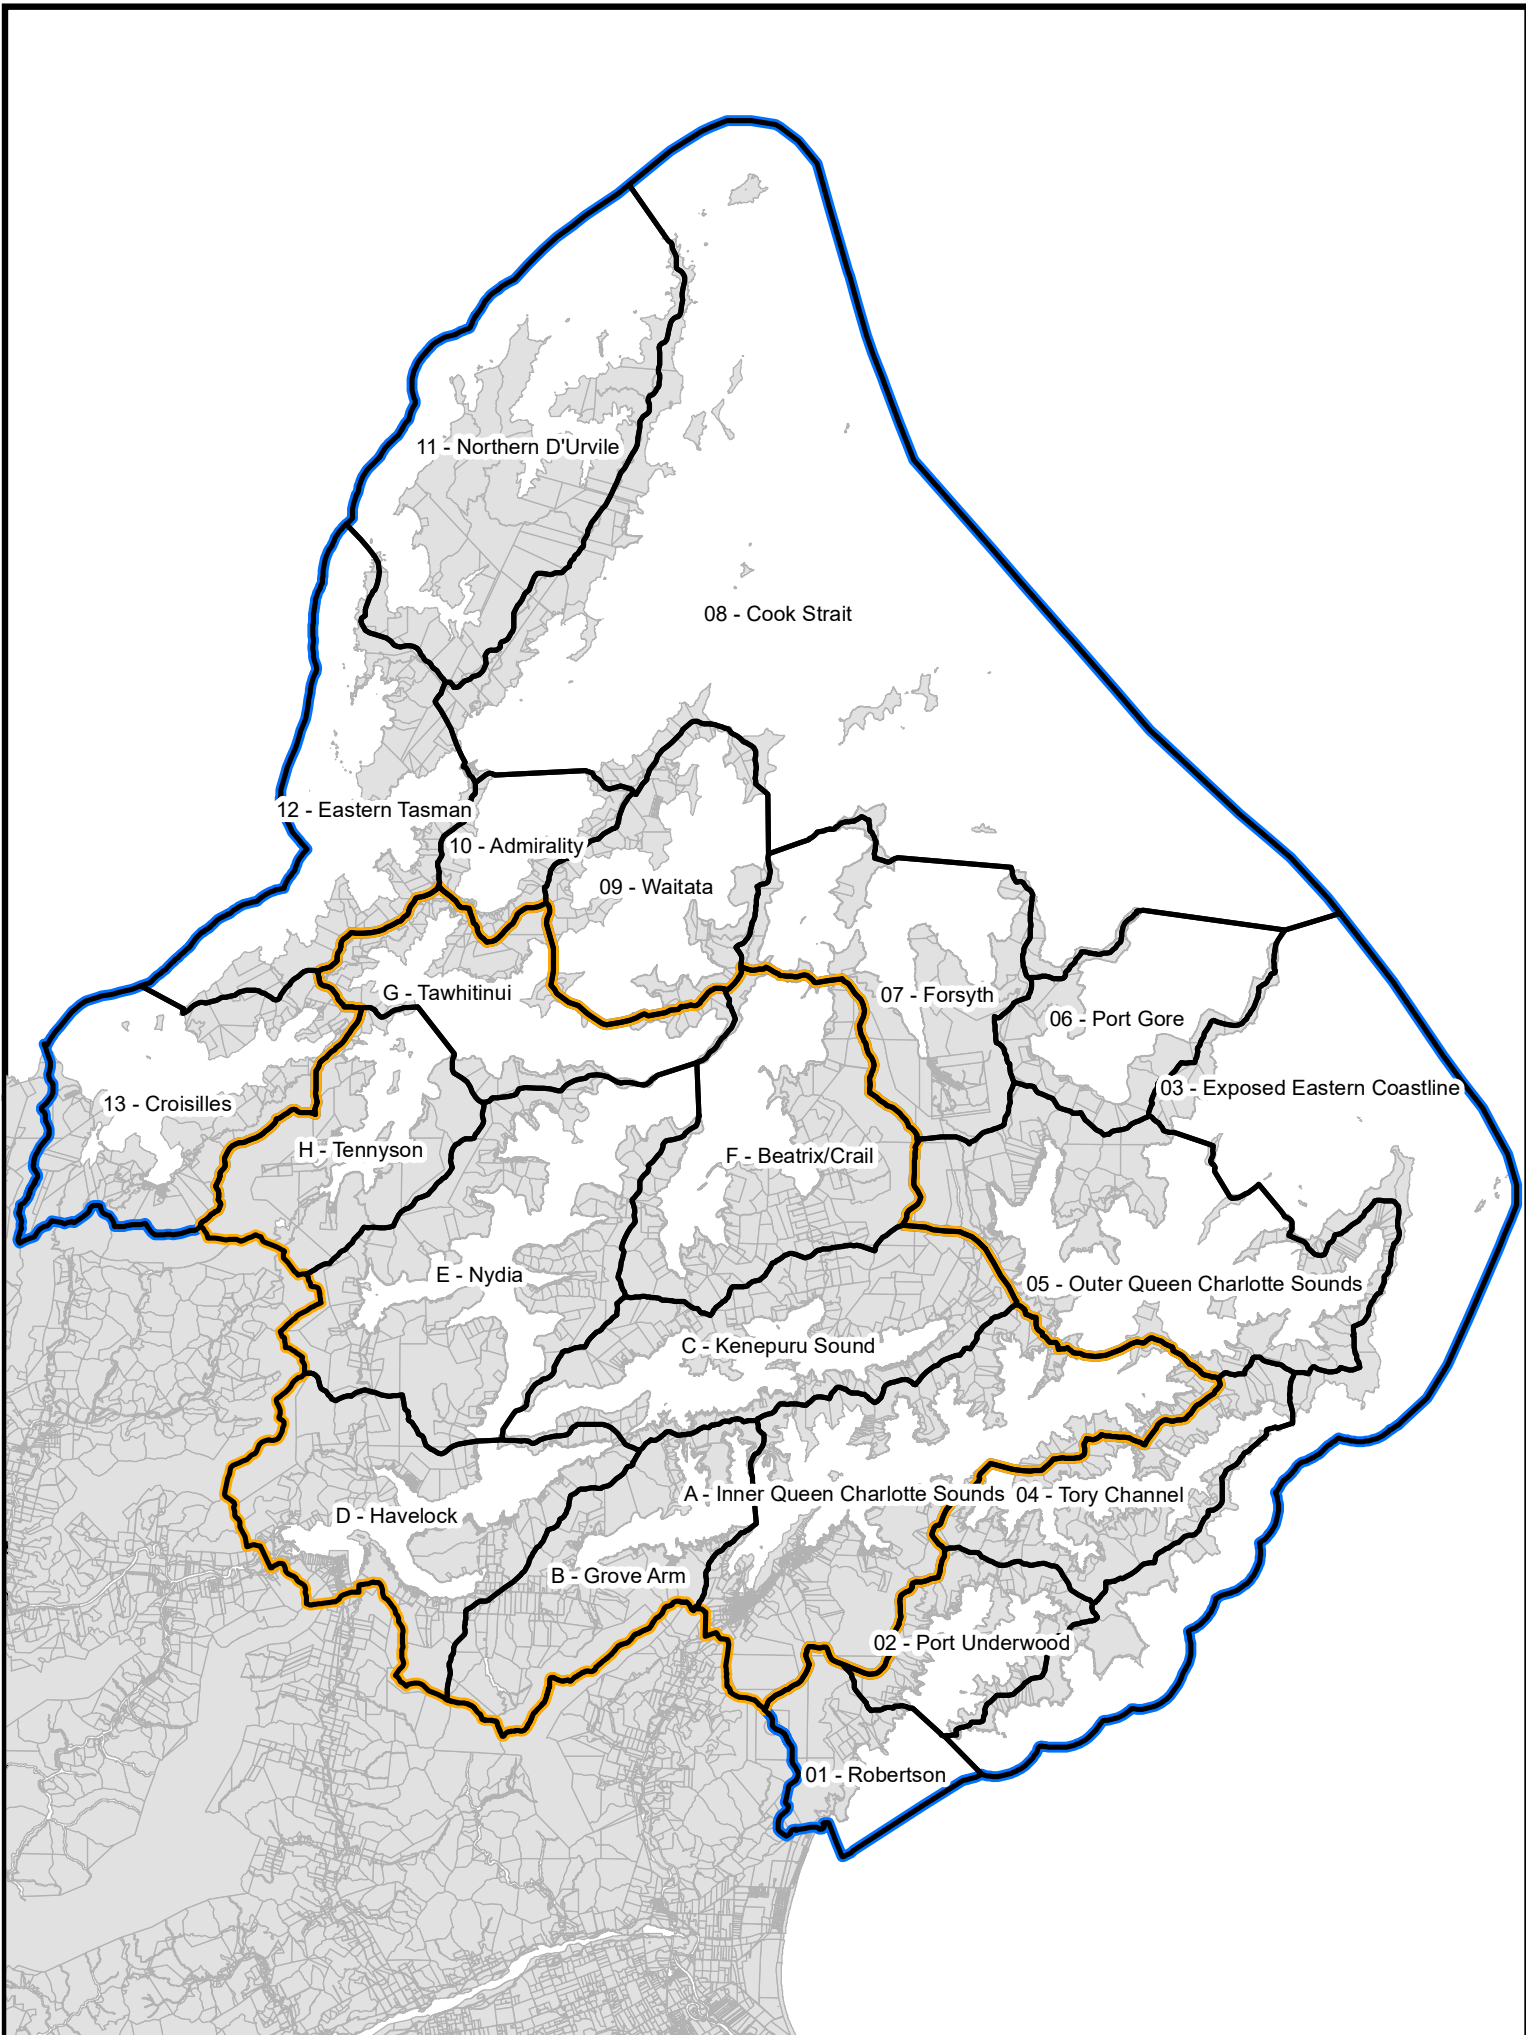 11 - Northern D'Urvile
08 - Cook Strait
12 - Eastern Tasman
10 - Admirality
09 - Waitata
G - Tawhitinui
07 - Forsyth
06 - Port Gore
03 - Exposed Eastern Coastline
13 - Croisilles
H - Tennyson
F - Beatrix/Crail
E - Nydia
05 - Outer Queen Charlotte Sounds
C - Kenepuru Sound
A - Inner Queen Charlotte Sounds
04 - Tory Channel
D - Havelock
B - Grove Arm
02 - Port Underwood
01 - Robertson